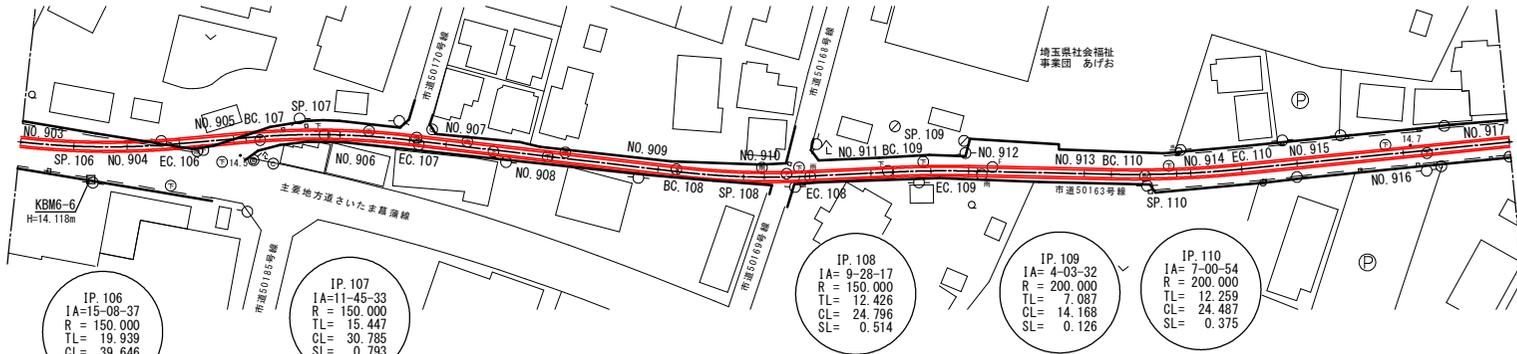 市道50170号線
市道50168号線
埼玉県社会福祉
事業団 あげお
P
NO. 903
SP. 106
NO. 904
EC. 106
NO. 905
BC. 107
SP. 107
NO. 906
EC. 107
NO. 907
NO. 908
NO. 909
BC. 108
SP. 108
NO. 910
EC. 108
NO. 911
BC. 109
SP. 109
EC. 109
NO. 912
NO. 913
BC. 110
SP. 110
NO. 914
EC. 110
NO. 915
NO. 916
14.7
NO. 917
主要地方道さいたま菖蒲線
市道50163号線
KBM6-6
H=14.118m
市道50185号線
市道50169号線
P
IP. 106
IA=15-08-37
R = 150.000
TL= 19.939
CL= 39.646
IP. 107
IA=11-45-33
R = 150.000
TL= 15.447
CL= 30.785
SL= 0.793
IP. 108
IA= 9-28-17
R = 150.000
TL= 12.426
CL= 24.796
SL= 0.514
IP. 109
IA= 4-03-32
R = 200.000
TL= 7.087
CL= 14.168
SL= 0.126
IP. 110
IA= 7-00-54
R = 200.000
TL= 12.259
CL= 24.487
SL= 0.375